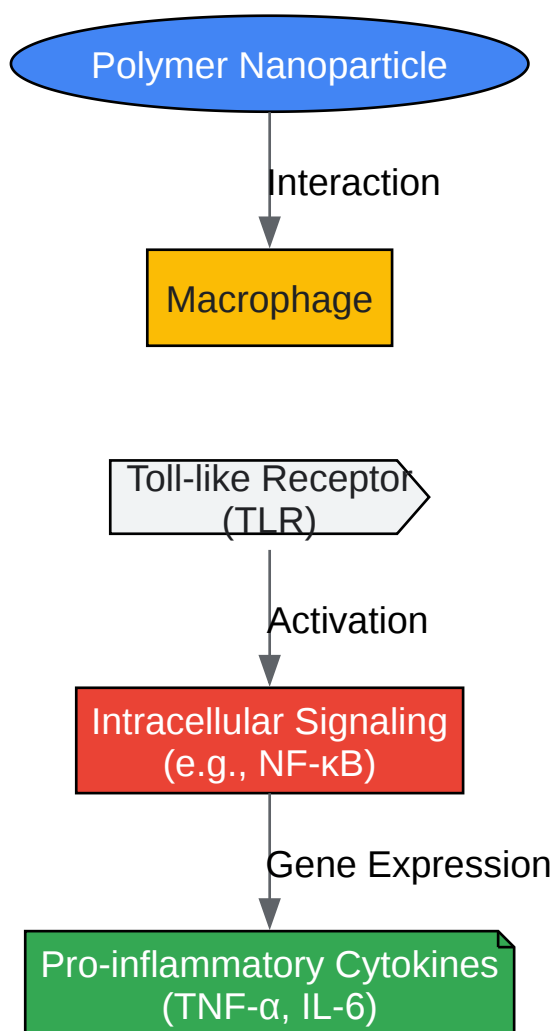 Polymer Nanoparticle
Interaction
Macrophage
Toll-like Receptor
(TLR)
Activation
Intracellular Signaling
(e.g., NF-κB)
Gene Expression
Pro-inflammatory Cytokines
(TNF-α, IL-6)